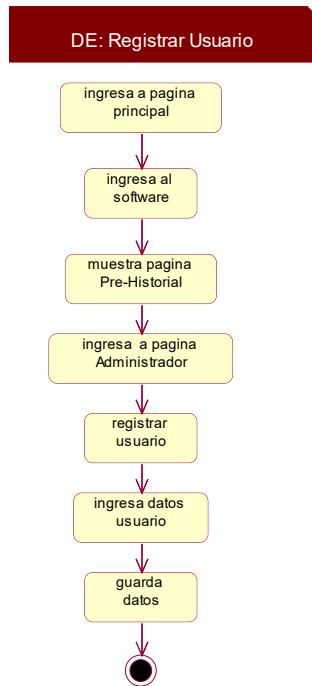 DE: Registrar Usuario
ingresa a pagina
principal
ingresa al
software
muestra pagina
Pre-Historial
ingresa a pagina
Administrador
registrar
usuario
ingresa datos
usuario
guarda
datos